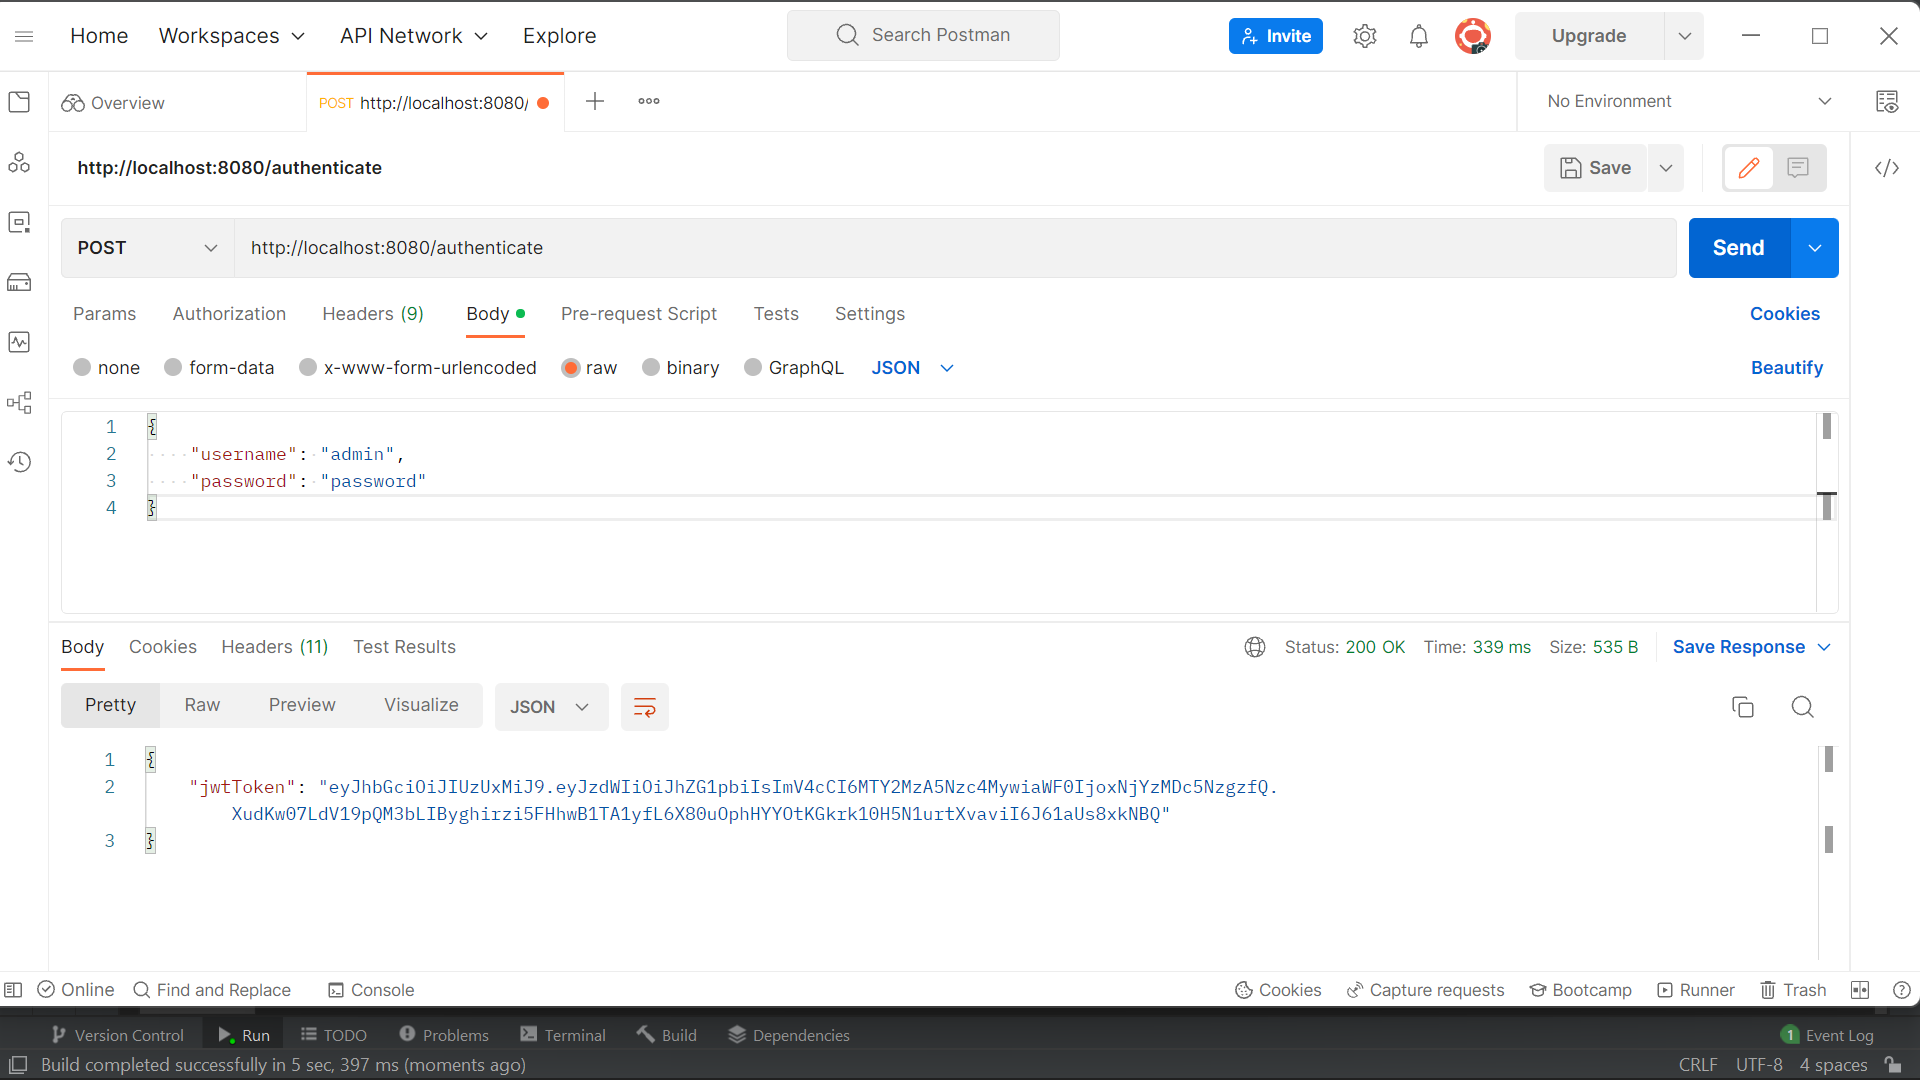 Home Workspaces API Network Explore Search Postman Invite Upgrade
Overview POST http://localhost:8080/ No Environment
http://localhost:8080/authenticate Save
POST http://localhost:8080/authenticate Send
Params Authorization Headers (9) Body Pre-request Script Tests Settings Cookies
none form-data x-www-form-urlencoded raw binary GraphQL JSON Beautify
1 {
2 "username": "admin",
3 "password": "password"
4 }
Body Cookies Headers (11) Test Results Status: 200 OK Time: 339 ms Size: 535 B Save Response
Pretty Raw Preview Visualize JSON
1 {
2 "jwtToken": "eyJhbGciOiJIUzUxMiJ9.eyJzdWIiOiJhZG1pbiIsImV4cCI6MTY2MzA5Nzc4MywiaWF0IjoxNjYzMDc5NzgzfQ.
XudKw07LdV19pQM3bLIByghirzi5FHhwB1TA1yfL6X80uOphHYYOtKGkrk10H5N1urtXvaviI6J61aUs8xkNBQ"
3 }
Online Find and Replace Console Cookies Capture requests Bootcamp Runner Trash
Version Control Run TODO Problems Terminal Build Dependencies 1 Event Log
Build completed successfully in 5 sec, 397 ms (moments ago) CRLF UTF-8 4 spaces